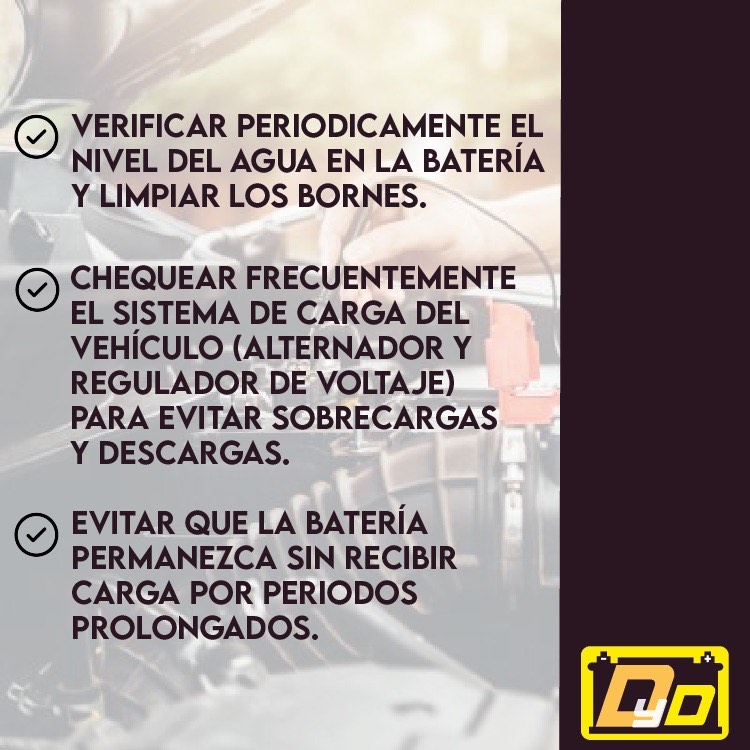 VERIFICAR PERIODICAMENTE EL
NIVEL DEL AGUA EN LA BATERÍA
Y LIMPIAR LOS BORNES.
CHEQUEAR FRECUENTEMENTE
EL SISTEMA DE CARGA DEL
VEHÍCULO (ALTERNADOR Y
REGULADOR DE VOLTAJE)
PARA EVITAR SOBRECARGAS
Y DESCARGAS.
EVITAR QUE LA BATERÍA
PERMANEZCA SIN RECIBIR
CARGA POR PERIODOS
PROLONGADOS.
- +
DyD